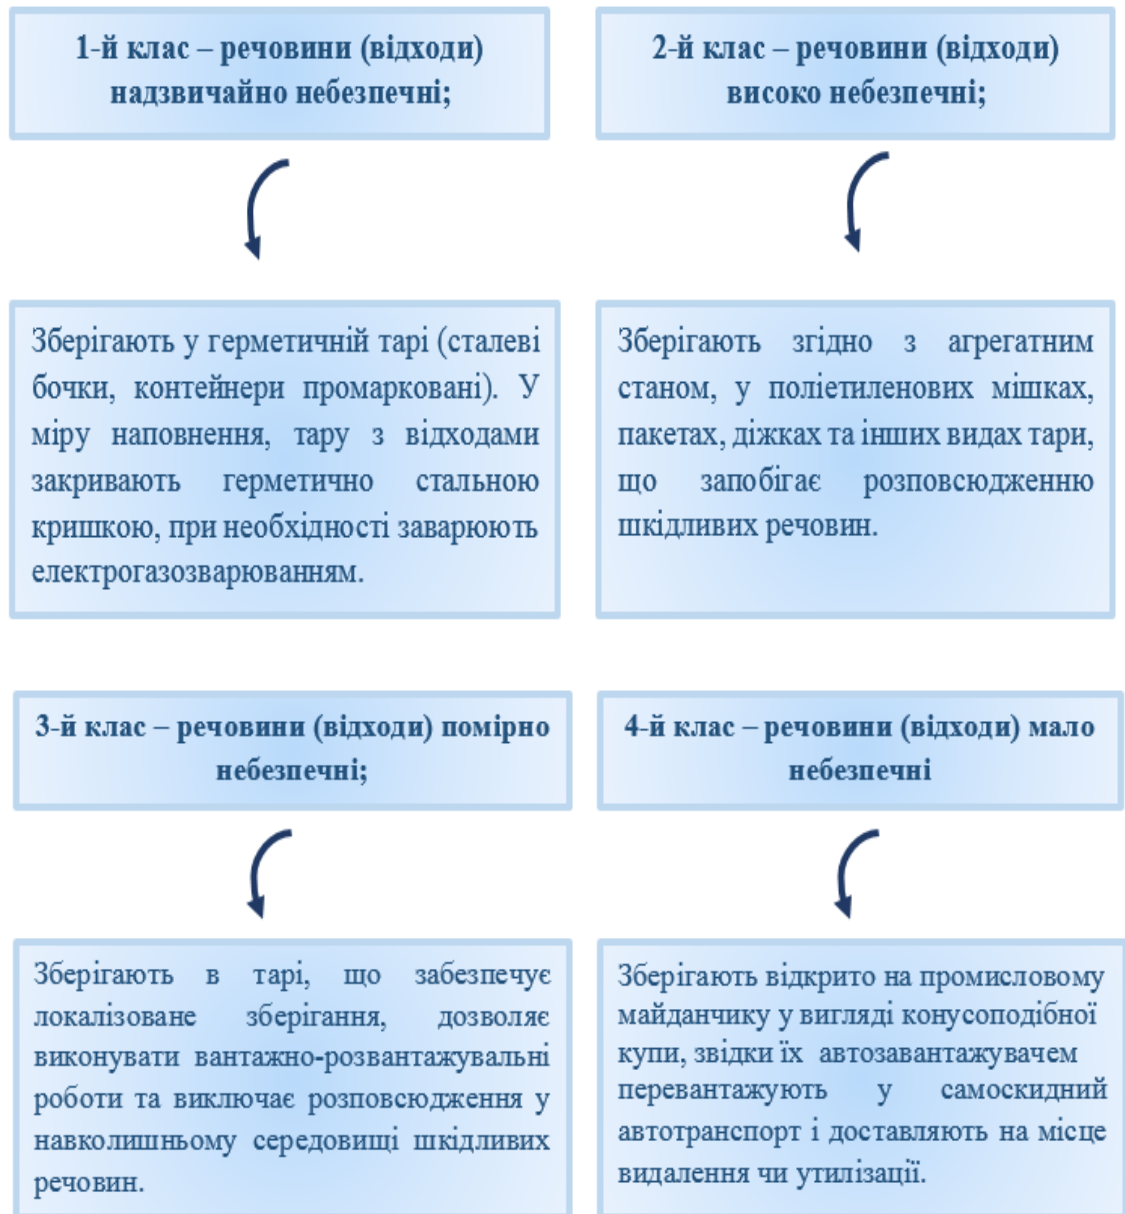 1-й клас – речовини (відходи)
надзвичайно небезпечні;
2-й клас – речовини (відходи)
високо небезпечні;
Зберігають у герметичній тарі (сталеві
бочки, контейнери промарковані). У
міру наповнення, тару з відходами
закривають герметично стальною
кришкою, при необхідності заварюють
електрогазозварюванням.
Зберігають згідно з агрегатним
станом, у поліетиленових мішках,
пакетах, діжках та інших видах тари,
що запобігає розповсюдженню
шкідливих речовин.
3-й клас – речовини (відходи) помірно
небезпечні;
4-й клас – речовини (відходи) мало
небезпечні
Зберігають в тарі, що забезпечує
локалізоване зберігання, дозволяє
виконувати вантажно-розвантажувальні
роботи та виключає розповсюдження у
навколишньому середовищі шкідливих
речовин.
Зберігають відкрито на промисловому
майданчику у вигляді конусоподібної
купи, звідки їх автозавантажувачем
перевантажують у самоскидний
автотранспорт і доставляють на місце
видалення чи утилізації.